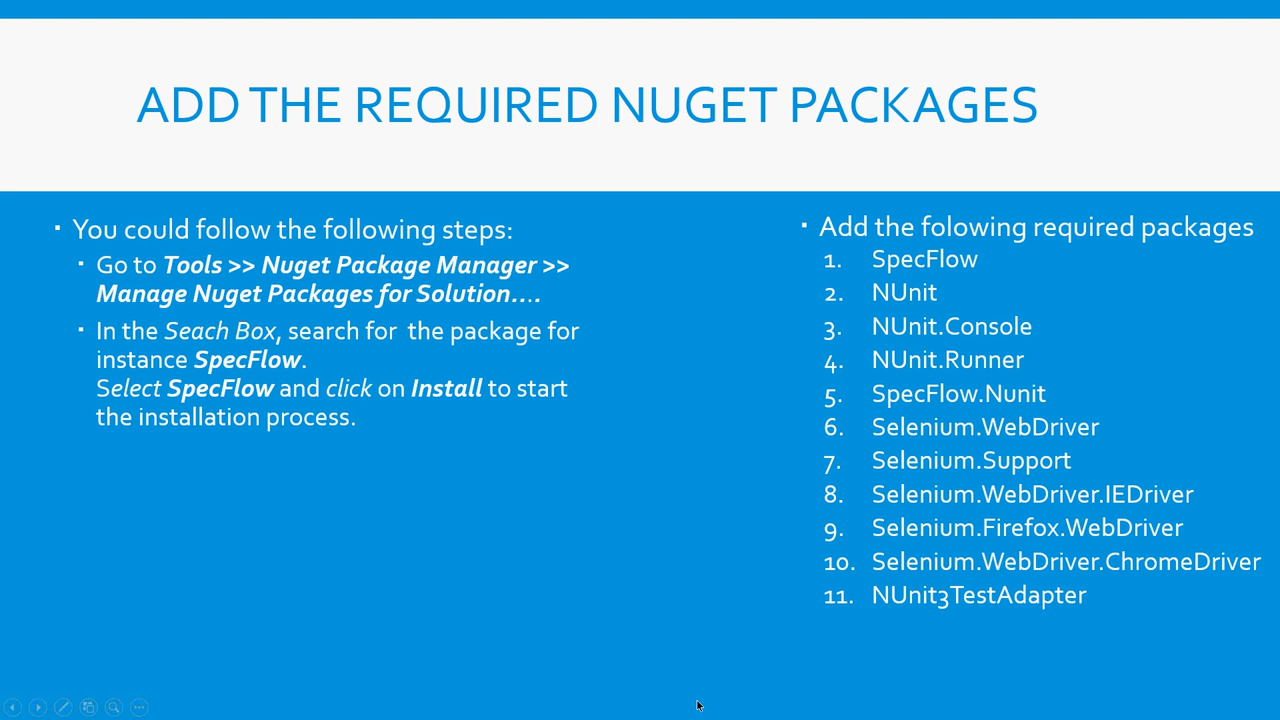 ADD THE REQUIRED NUGET PACKAGES
▪ You could follow the following steps:
▪ Go to Tools >> Nuget Package Manager >>
Manage Nuget Packages for Solution….
▪ In the Seach Box, search for  the package for
instance SpecFlow.
Select SpecFlow and click on Install to start
the installation process.
▪ Add the folowing required packages
1. SpecFlow
2. NUnit
3. NUnit.Console
4. NUnit.Runner
5. SpecFlow.Nunit
6. Selenium.WebDriver
7. Selenium.Support
8. Selenium.WebDriver.IEDriver
9. Selenium.Firefox.WebDriver
10. Selenium.WebDriver.ChromeDriver
11. NUnit3TestAdapter